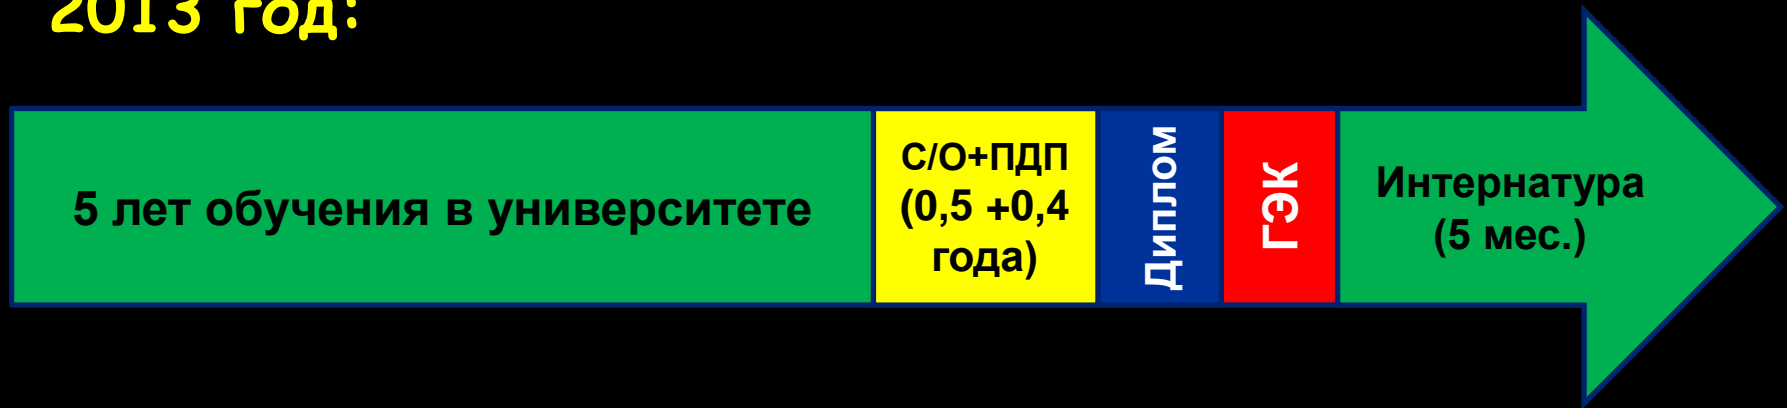 2013 год:
5 лет обучения в университете
С/О+ПДП
(0,5 +0,4
года)
Диплом
ГЭК
Интернатура
(5 мес.)